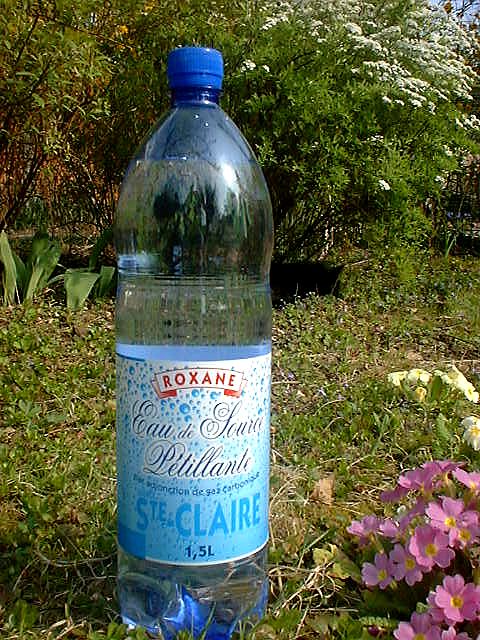 ROXANE
Eau de Source
Pétillante
par adjonction de gaz carbonique
STE-CLAIRE
1,5L